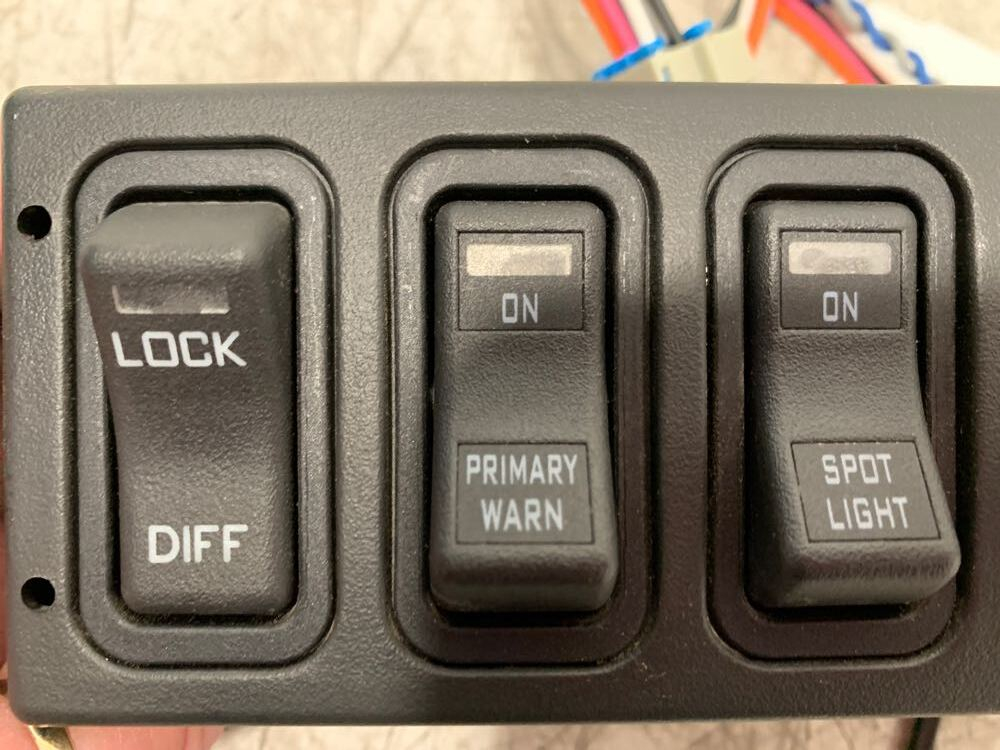 LOCK
DIFF
ON
PRIMARY
WARN
ON
SPOT
LIGHT